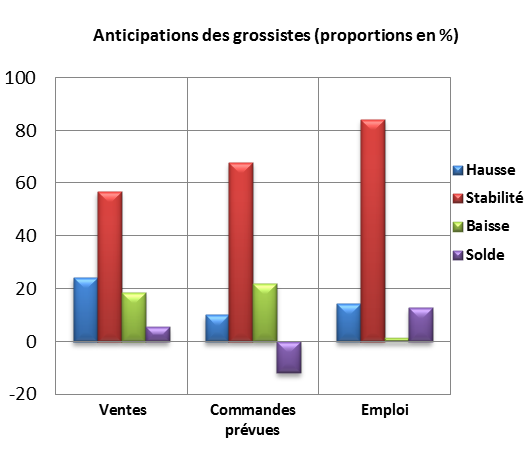 Anticipations des grossistes (proportions en %)
100
80
60
40
20
0
-20
Ventes
Commandes
prévues
Emploi
Hausse
Stabilité
Baisse
Solde